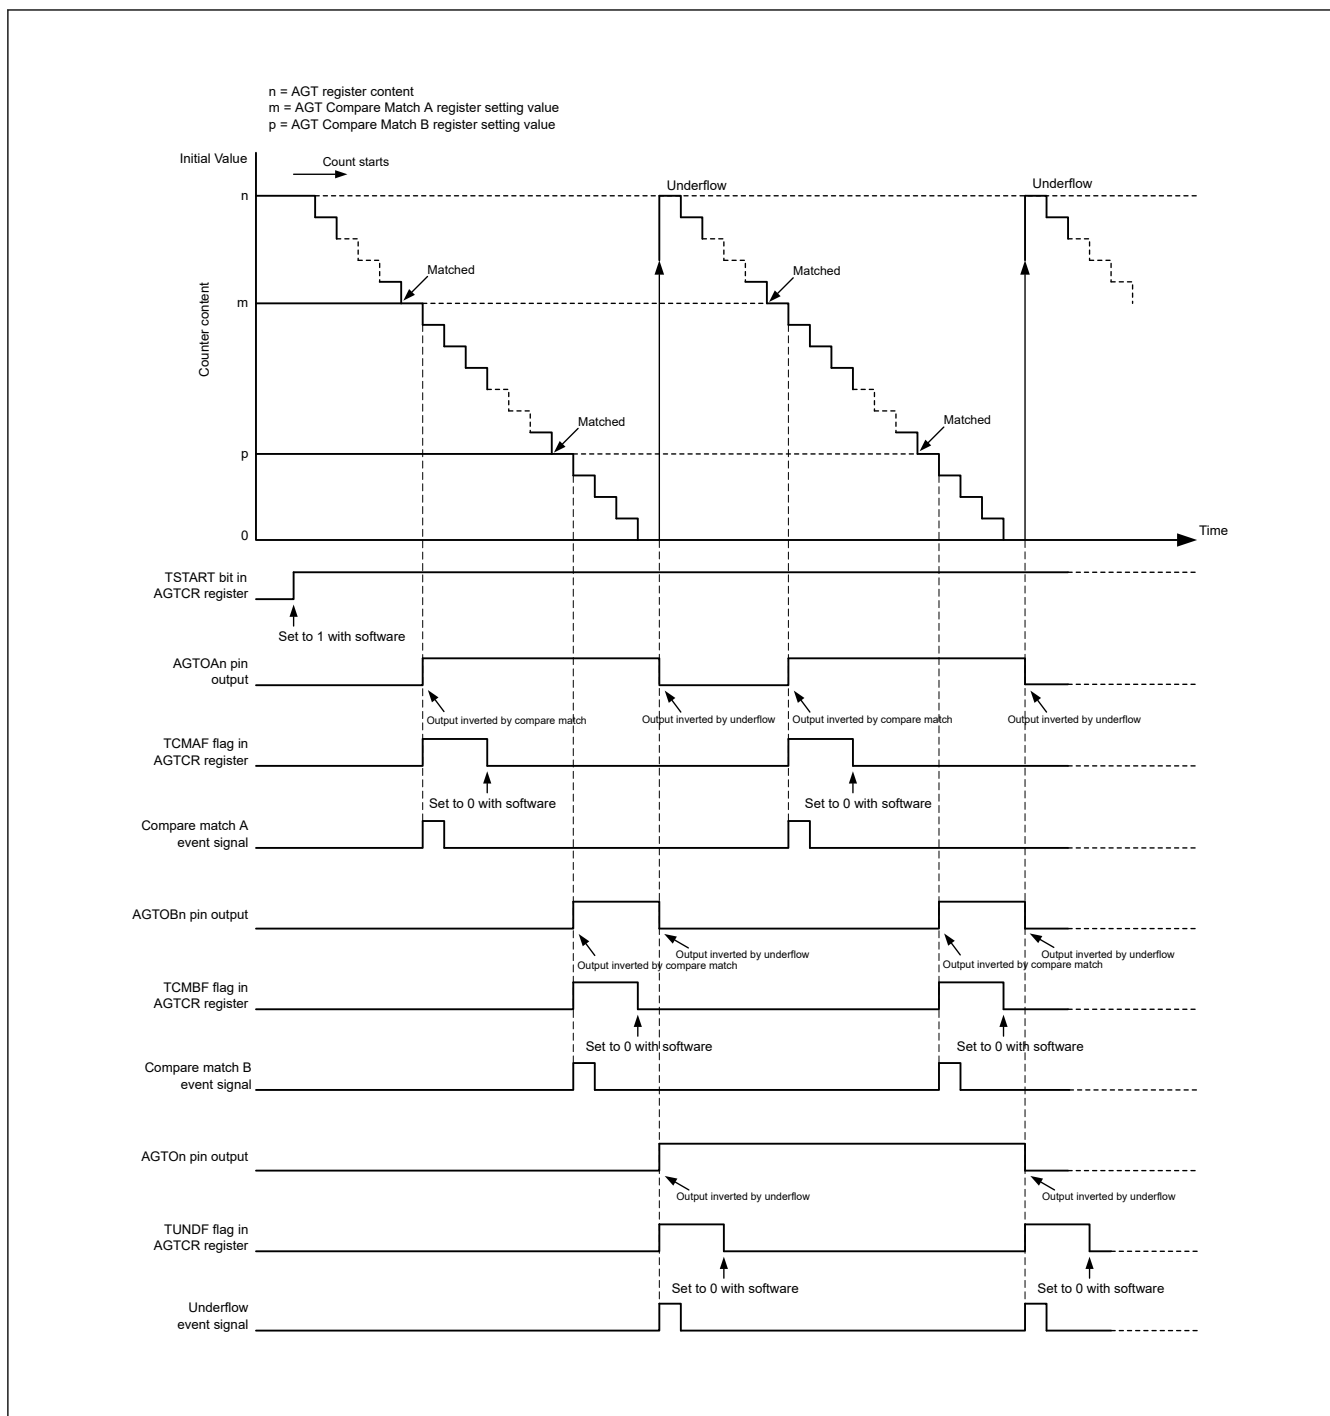 n = AGT register content
m = AGT Compare Match A register setting value
p = AGT Compare Match B register setting value
Initial Value
Count starts
n
Underflow
Underflow
Matched
Matched
m
Counter content
Matched
Matched
p
0
Time
TSTART bit in
AGTCR register
Set to 1 with software
AGTOAn pin
output
Output inverted by compare match
Output inverted by underflow
Output inverted by compare match
Output inverted by underflow
TCMAF flag in
AGTCR register
Set to 0 with software
Set to 0 with software
Compare match A
event signal
AGTOBn pin output
Output inverted by underflow
Output inverted by underflow
Output inverted by compare match
Output inverted by compare match
TCMBF flag in
AGTCR register
Set to 0 with software
Set to 0 with software
Compare match B
event signal
AGTOn pin output
Output inverted by underflow
Output inverted by underflow
TUNDF flag in
AGTCR register
Set to 0 with software
Set to 0 with software
Underflow
event signal